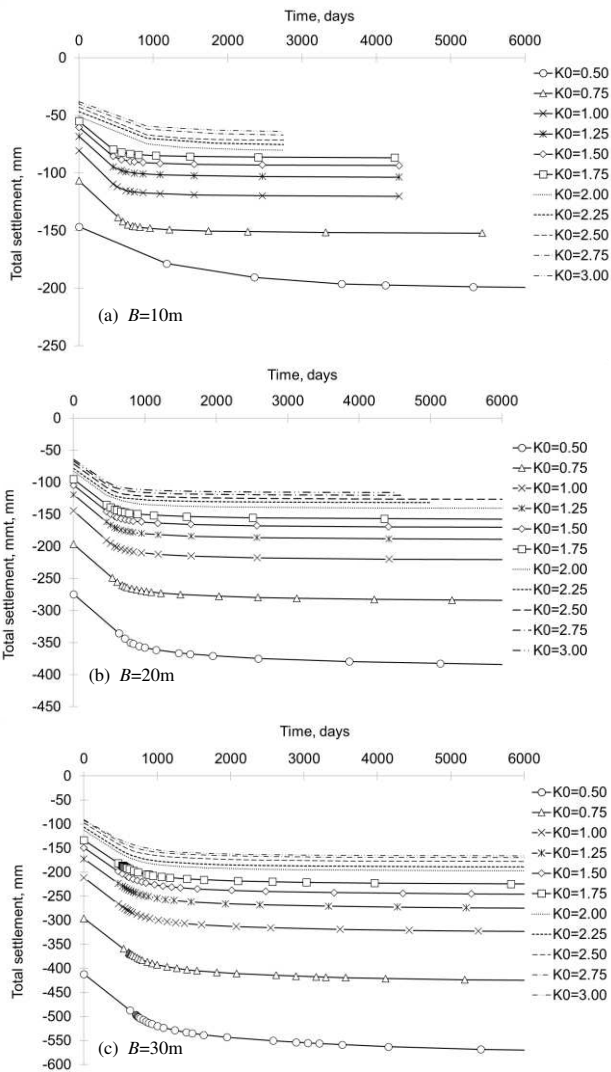 Time, days
0 1000 2000 3000 4000 5000 6000
0
-50
-100
-150
-200
-250
Total settlement, mm
K0=0.50
K0=0.75
K0=1.00
K0=1.25
K0=1.50
K0=1.75
K0=2.00
K0=2.25
K0=2.50
K0=2.75
K0=3.00
(a) B=10m
Time, days
0 1000 2000 3000 4000 5000 6000
0
-50
-100
-150
-200
-250
-300
-350
-400
-450
Total settlement, mmt, mm
K0=0.50
K0=0.75
K0=1.00
K0=1.25
K0=1.50
K0=1.75
K0=2.00
K0=2.25
K0=2.50
K0=2.75
K0=3.00
(b) B=20m
Time, days
0 1000 2000 3000 4000 5000 6000
0
-50
-100
-150
-200
-250
-300
-350
-400
-450
-500
-550
-600
Total settlement, mm
K0=0.50
K0=0.75
K0=1.00
K0=1.25
K0=1.50
K0=1.75
K0=2.00
K0=2.25
K0=2.50
K0=2.75
K0=3.00
(c) B=30m